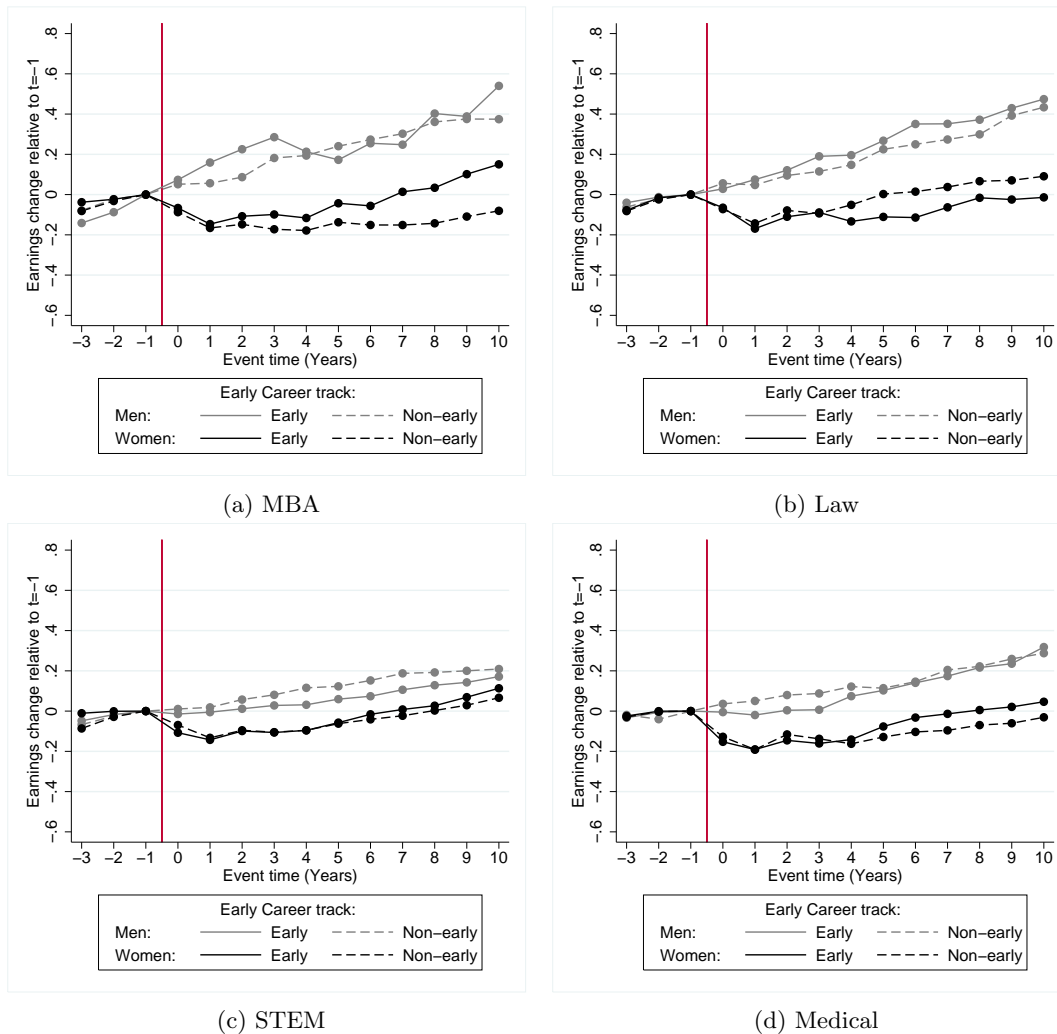 Earnings change relative to t=−1
.8
.6
.4
.2
0
−.2
−.4
−.6
−3 −2 −1 0 1 2 3 4 5 6 7 8 9 10
Event time (Years)
Early Career track:
Men: Early Non−early
Women: Early Non−early
(a) MBA
Earnings change relative to t=−1
.8
.6
.4
.2
0
−.2
−.4
−.6
−3 −2 −1 0 1 2 3 4 5 6 7 8 9 10
Event time (Years)
Early Career track:
Men: Early Non−early
Women: Early Non−early
(b) Law
Earnings change relative to t=−1
.8
.6
.4
.2
0
−.2
−.4
−.6
−3 −2 −1 0 1 2 3 4 5 6 7 8 9 10
Event time (Years)
Early Career track:
Men: Early Non−early
Women: Early Non−early
(c) STEM
Earnings change relative to t=−1
.8
.6
.4
.2
0
−.2
−.4
−.6
−3 −2 −1 0 1 2 3 4 5 6 7 8 9 10
Event time (Years)
Early Career track:
Men: Early Non−early
Women: Early Non−early
(d) Medical